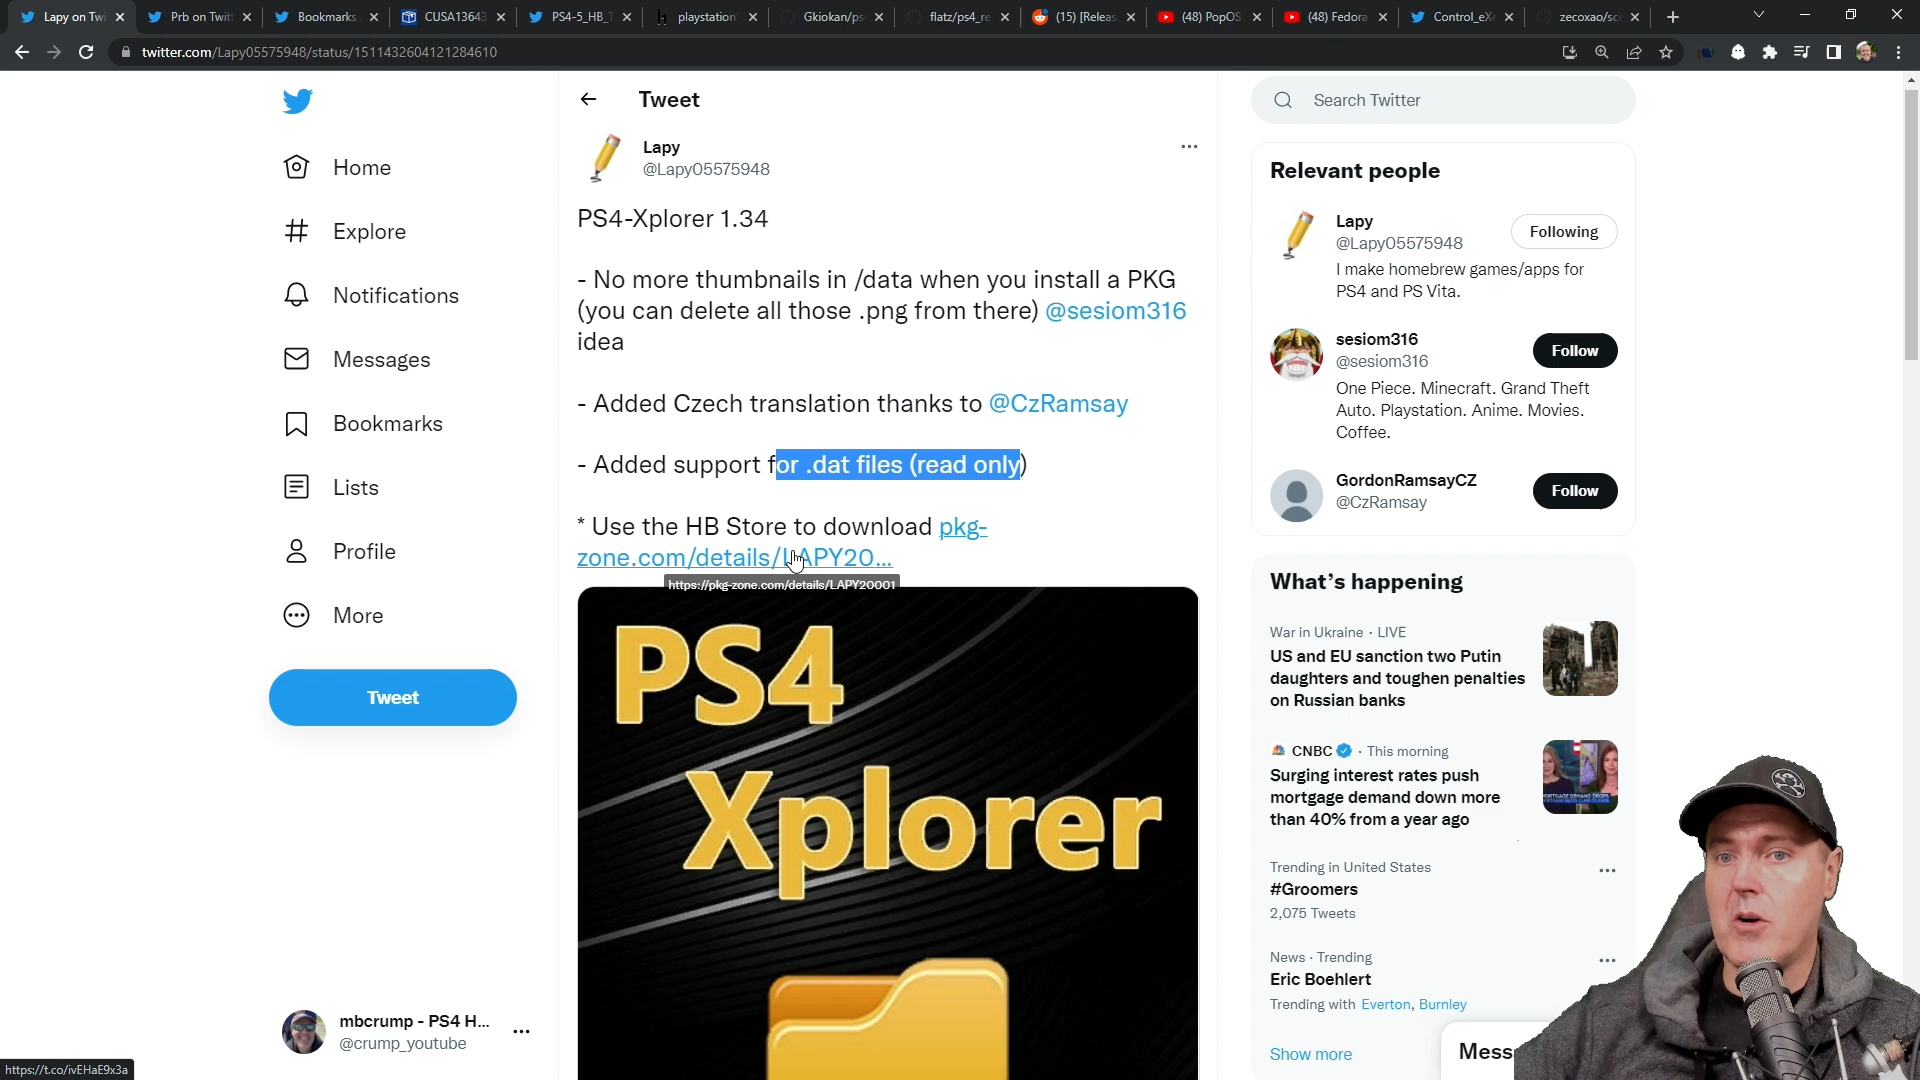 Lapy on Twi
Prb on Twitt
Bookmarks
CUSA13643
PS4-5_HB_T
playstation
Gkiokan/ps
flatz/ps4_re
(15) [Releas
(48) PopOS
(48) Fedora
Control_eXe
zecoxao/sce
twitter.com/Lapy05575948/status/1511432604121284610
Home
Explore
Notifications
Messages
Bookmarks
Lists
Profile
More
Tweet
mbcrump - PS4 H...
@crump_youtube
https://t.co/ivEHaE9x3a
Tweet
Lapy
@Lapy05575948
PS4-Xplorer 1.34
- No more thumbnails in /data when you install a PKG
(you can delete all those .png from there) @sesiom316
idea
- Added Czech translation thanks to @CzRamsay
- Added support for .dat files (read only)
* Use the HB Store to download pkg-
zone.com/details/LAPY20...
https://pkg-zone.com/details/LAPY20001
PS4
Xplorer
Search Twitter
Relevant people
Lapy
@Lapy05575948
Following
I make homebrew games/apps for
PS4 and PS Vita.
sesiom316
@sesiom316
Follow
One Piece. Minecraft. Grand Theft
Auto. Playstation. Anime. Movies.
Coffee.
GordonRamsayCZ
@CzRamsay
Follow
What's happening
War in Ukraine · LIVE
US and EU sanction two Putin
daughters and toughen penalties
on Russian banks
CNBC · This morning
Surging interest rates push
mortgage demand down more
than 40% from a year ago
Trending in United States
#Groomers
2,075 Tweets
News · Trending
Eric Boehlert
Trending with Everton, Burnley
Show more
Mess